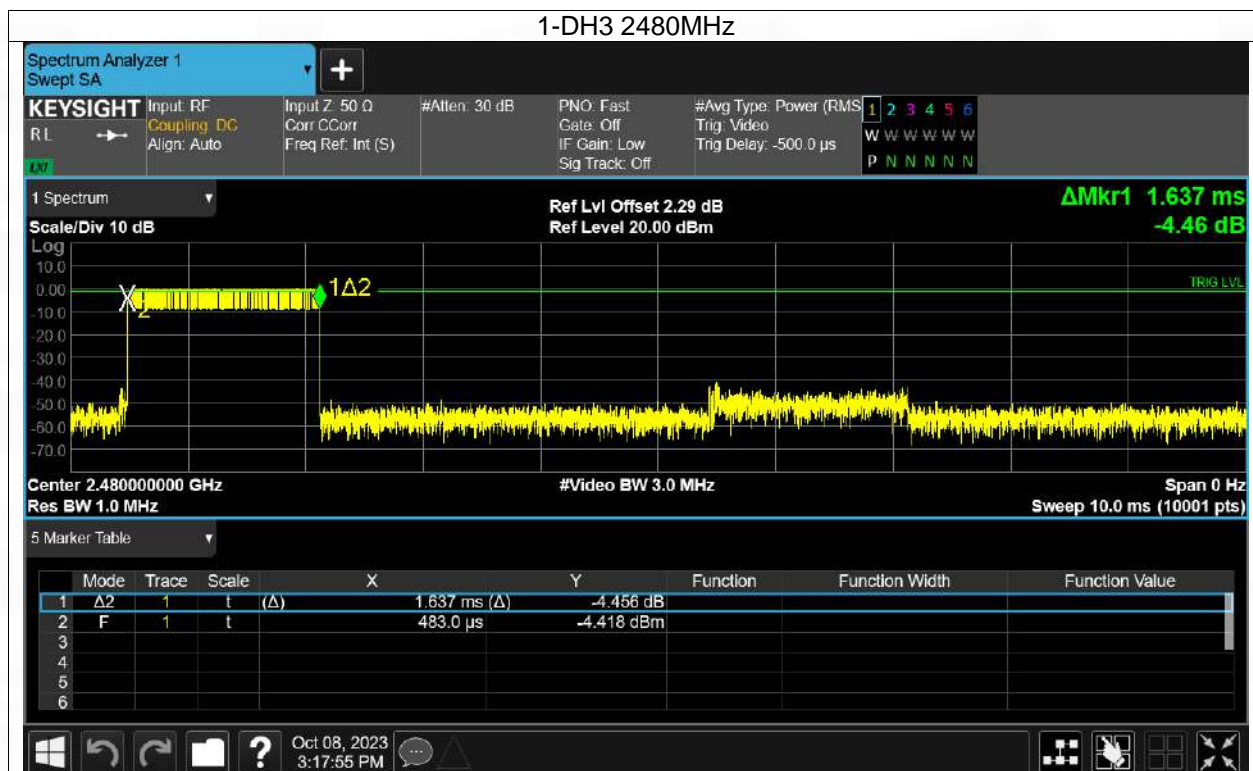 1-DH3 2480MHz
Spectrum Analyzer 1
Swept SA
+
KEYSIGHT
RL
LXI
Input: RF
Coupling: DC
Align: Auto
Input Z: 50 Ω
Corr CCorr
Freq Ref: Int (S)
#Atten: 30 dB
PNO: Fast
Gate: Off
IF Gain: Low
Sig Track: Off
#Avg Type: Power (RMS
Trig: Video
Trig Delay: -500.0 µs
1 2 3 4 5 6
W W W W W W
P N N N N N
1 Spectrum
Scale/Div 10 dB
Ref Lvl Offset 2.29 dB
Ref Level 20.00 dBm
ΔMkr1 1.637 ms
-4.46 dB
Log
10.0
0.00
-10.0
-20.0
-30.0
-40.0
-50.0
-60.0
-70.0
2
1Δ2
TRIG LVL
Center 2.480000000 GHz
#Video BW 3.0 MHz
Span 0 Hz
Res BW 1.0 MHz
Sweep 10.0 ms (10001 pts)
5 Marker Table
Mode Trace Scale X Y Function Function Width Function Value
1 Δ2 1 t (Δ) 1.637 ms (Δ) -4.456 dB
2 F 1 t 483.0 µs -4.418 dBm
3
4
5
6
?
Oct 08, 2023
3:17:55 PM